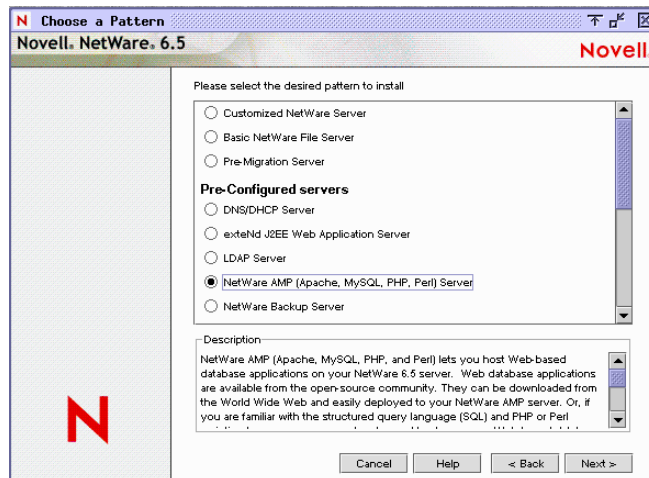 N Choose a Pattern
Novell® NetWare® 6.5
Novell.
Please select the desired pattern to install
Customized NetWare Server
Basic NetWare File Server
Pre-Migration Server
Pre-Configured servers
DNS/DHCP Server
exteNd J2EE Web Application Server
LDAP Server
NetWare AMP (Apache, MySQL, PHP, Perl) Server
NetWare Backup Server
Description
NetWare AMP (Apache, MySQL, PHP, and Perl) lets you host Web-based
database applications on your NetWare 6.5 server. Web database applications
are available from the open-source community. They can be downloaded from
the World Wide Web and easily deployed to your NetWare AMP server. Or, if
you are familiar with the structured query language (SQL) and PHP or Perl
N
Cancel Help < Back Next >